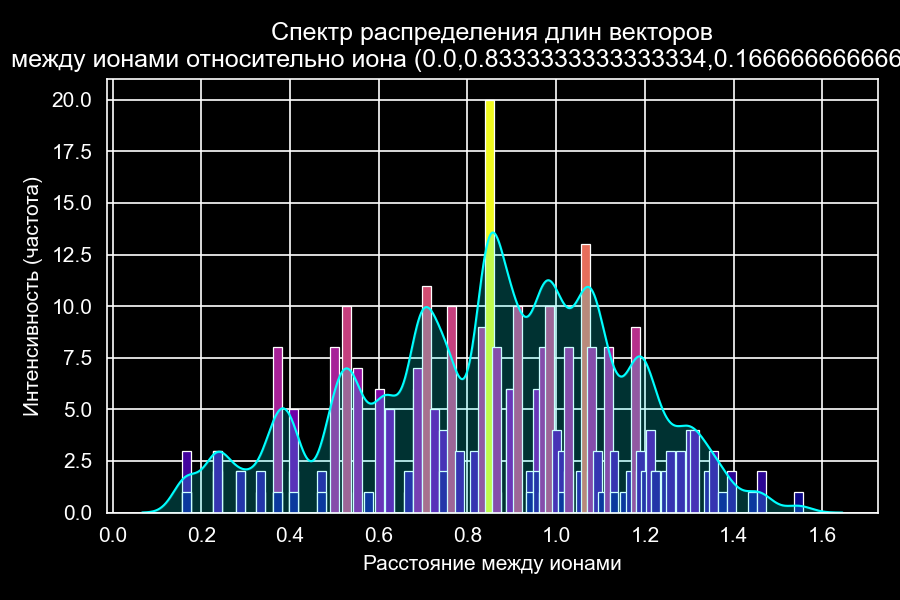 Спектр распределения длин векторов
между ионами относительно иона (0.0,0.8333333333333334,0.166666666666
Интенсивность (частота)
20.0
17.5
15.0
12.5
10.0
7.5
5.0
2.5
0.0
0.0 0.2 0.4 0.6 0.8 1.0 1.2 1.4 1.6
Расстояние между ионами